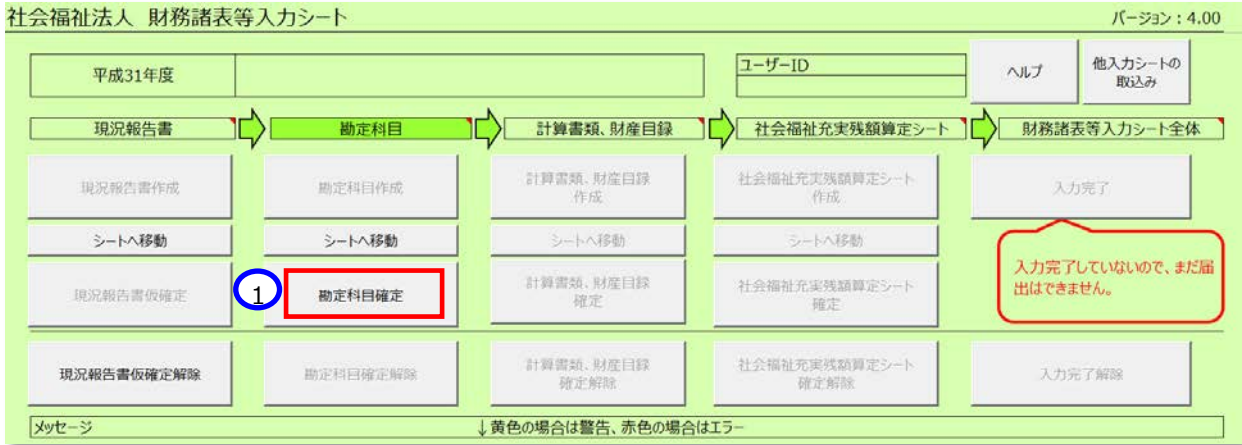 社会福祉法人 財務諸表等入力シート
バージョン：4.00
平成31年度
ユーザーID
ヘルプ
他入力シートの
取込み
現況報告書
勘定科目
計算書類、財産目録
社会福祉充実残額算定シート
財務諸表等入力シート全体
現況報告書作成
勘定科目作成
計算書類、財産目録
作成
社会福祉充実残額算定シート
作成
入力完了
シートへ移動
シートへ移動
シートへ移動
シートへ移動
入力完了していないので、まだ届
出はできません。
現況報告書仮確定
1
勘定科目確定
計算書類、財産目録
確定
社会福祉充実残額算定シート
確定
現況報告書仮確定解除
勘定科目確定解除
計算書類、財産目録
確定解除
社会福祉充実残額算定シート
確定解除
入力完了解除
メッセージ
↓黄色の場合は警告、赤色の場合はエラー